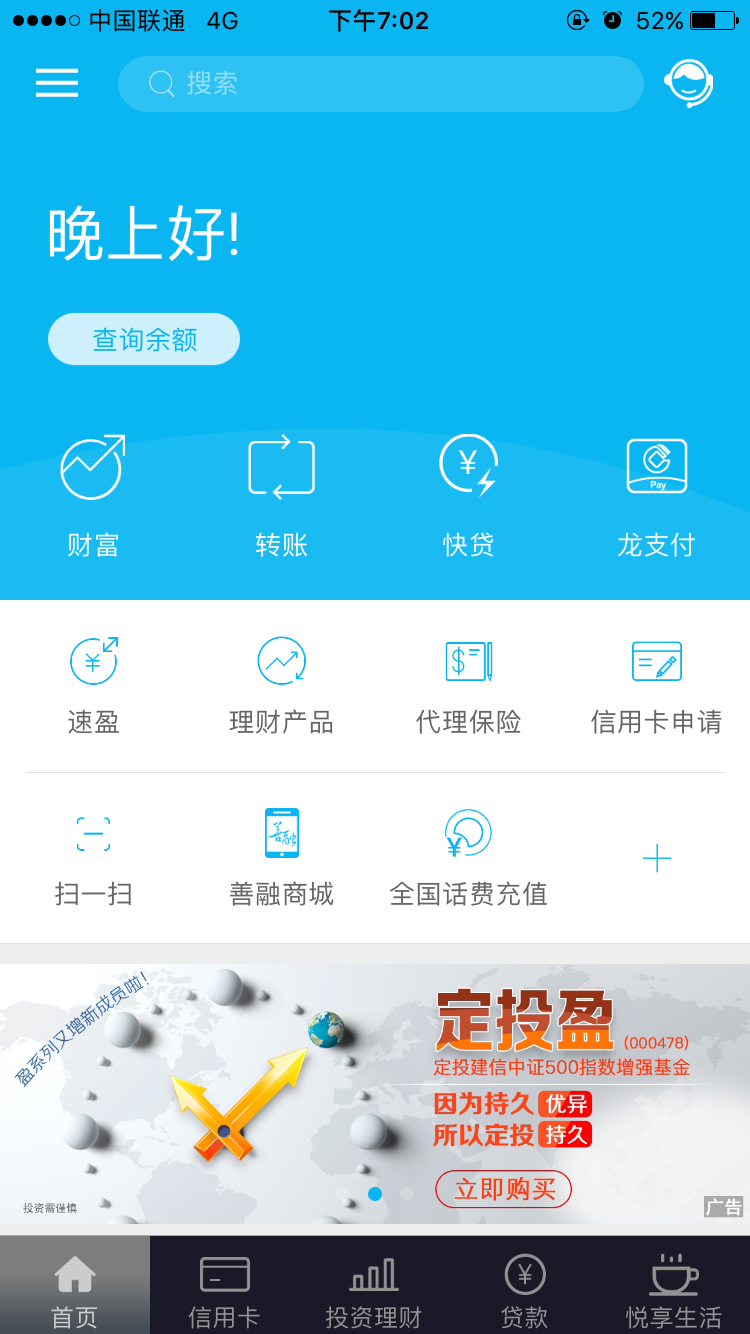 中国联通 4G 下午7:02 52%
搜索
晚上好!
查询余额
¥ Pay
财富 转账 快贷 龙支付
¥ $
速盈 理财产品 代理保险 信用卡申请
善融 ¥
扫一扫 善融商城 全国话费充值
盈系列又增新成员啦!
定投盈 (000478)
定投建信中证500指数增强基金
因为持久 优异
所以定投 持久
立即购买
投资需谨慎
广告
¥
首页 信用卡 投资理财 贷款 悦享生活